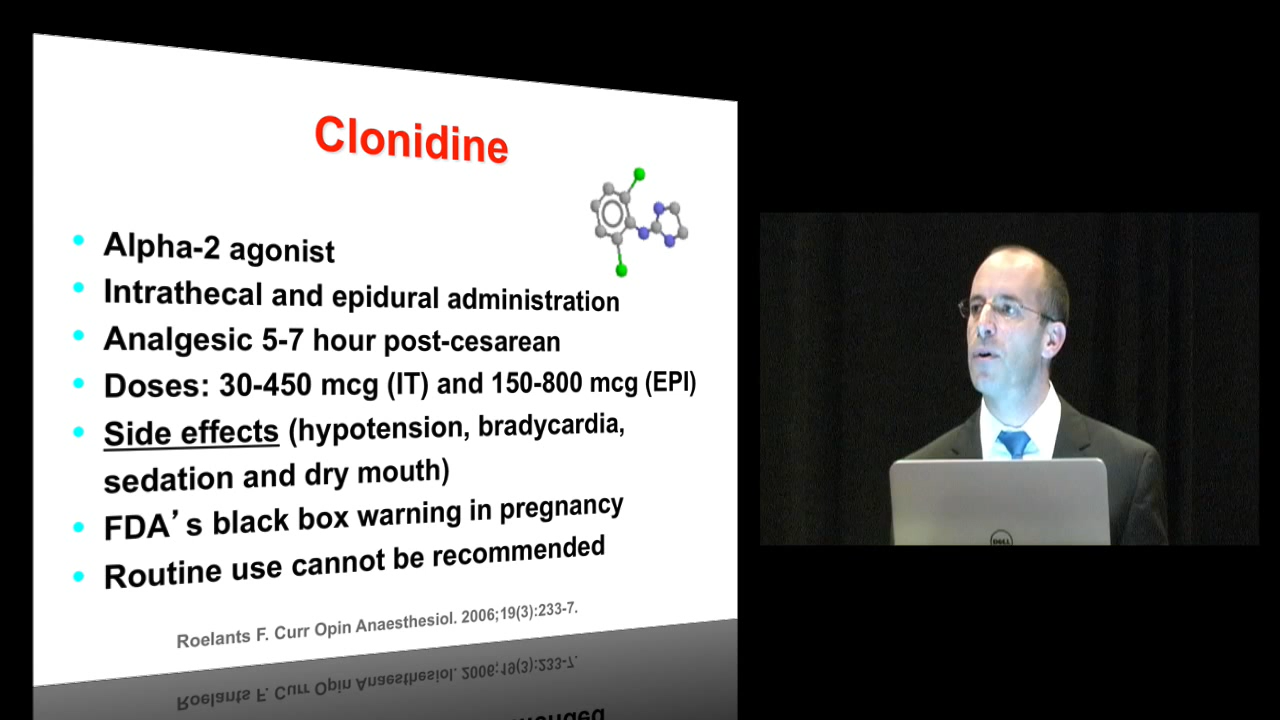 Clonidine
Alpha-2 agonist
Intrathecal and epidural administration
Analgesic 5-7 hour post-cesarean
Doses: 30-450 mcg (IT) and 150-800 mcg (EPI)
Side effects (hypotension, bradycardia,
sedation and dry mouth)
FDA’s black box warning in pregnancy
Routine use cannot be recommended
Roelants F. Curr Opin Anaesthesiol. 2006;19(3):233-7.
DELL